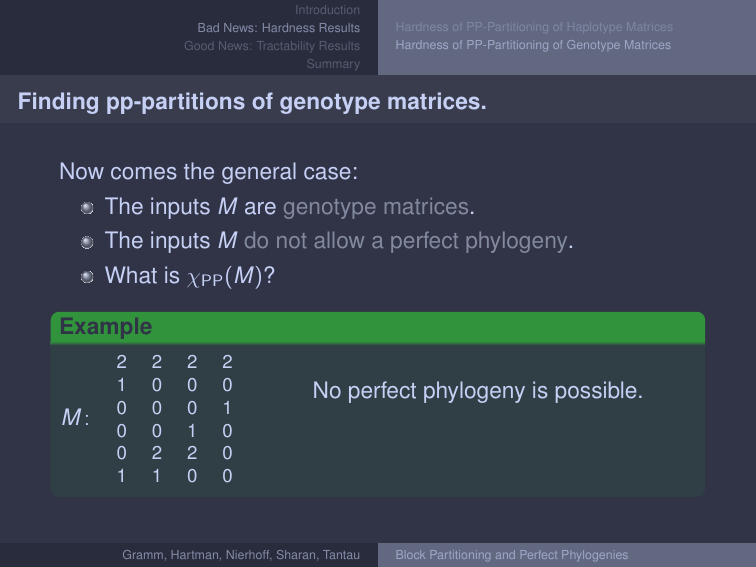 Introduction
Bad News: Hardness Results
Good News: Tractability Results
Summary
Hardness of PP-Partitioning of Haplotype Matrices
Hardness of PP-Partitioning of Genotype Matrices
Finding pp-partitions of genotype matrices.
Now comes the general case:
The inputs M are genotype matrices.
The inputs M do not allow a perfect phylogeny.
What is χPP(M)?
Example
M:
2 2 2 2
1 0 0 0
0 0 0 1
0 0 1 0
0 2 2 0
1 1 0 0
No perfect phylogeny is possible.
Gramm, Hartman, Nierhoff, Sharan, Tantau
Block Partitioning and Perfect Phylogenies